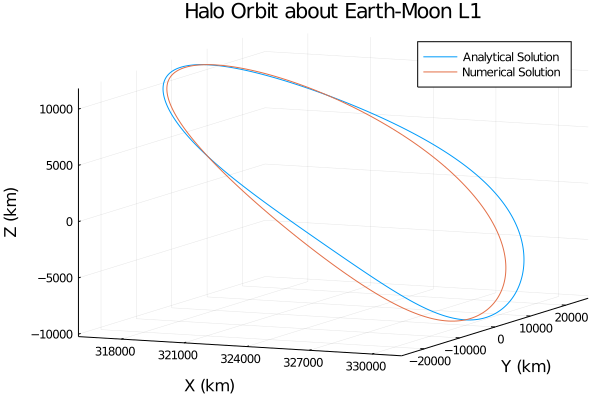 Halo Orbit about Earth-Moon L1
Analytical Solution
Numerical Solution
10000
5000
0
−5000
−10000
Z (km)
318000
321000
324000
327000
330000
X (km)
−20000
−10000
0
10000
20000
Y (km)